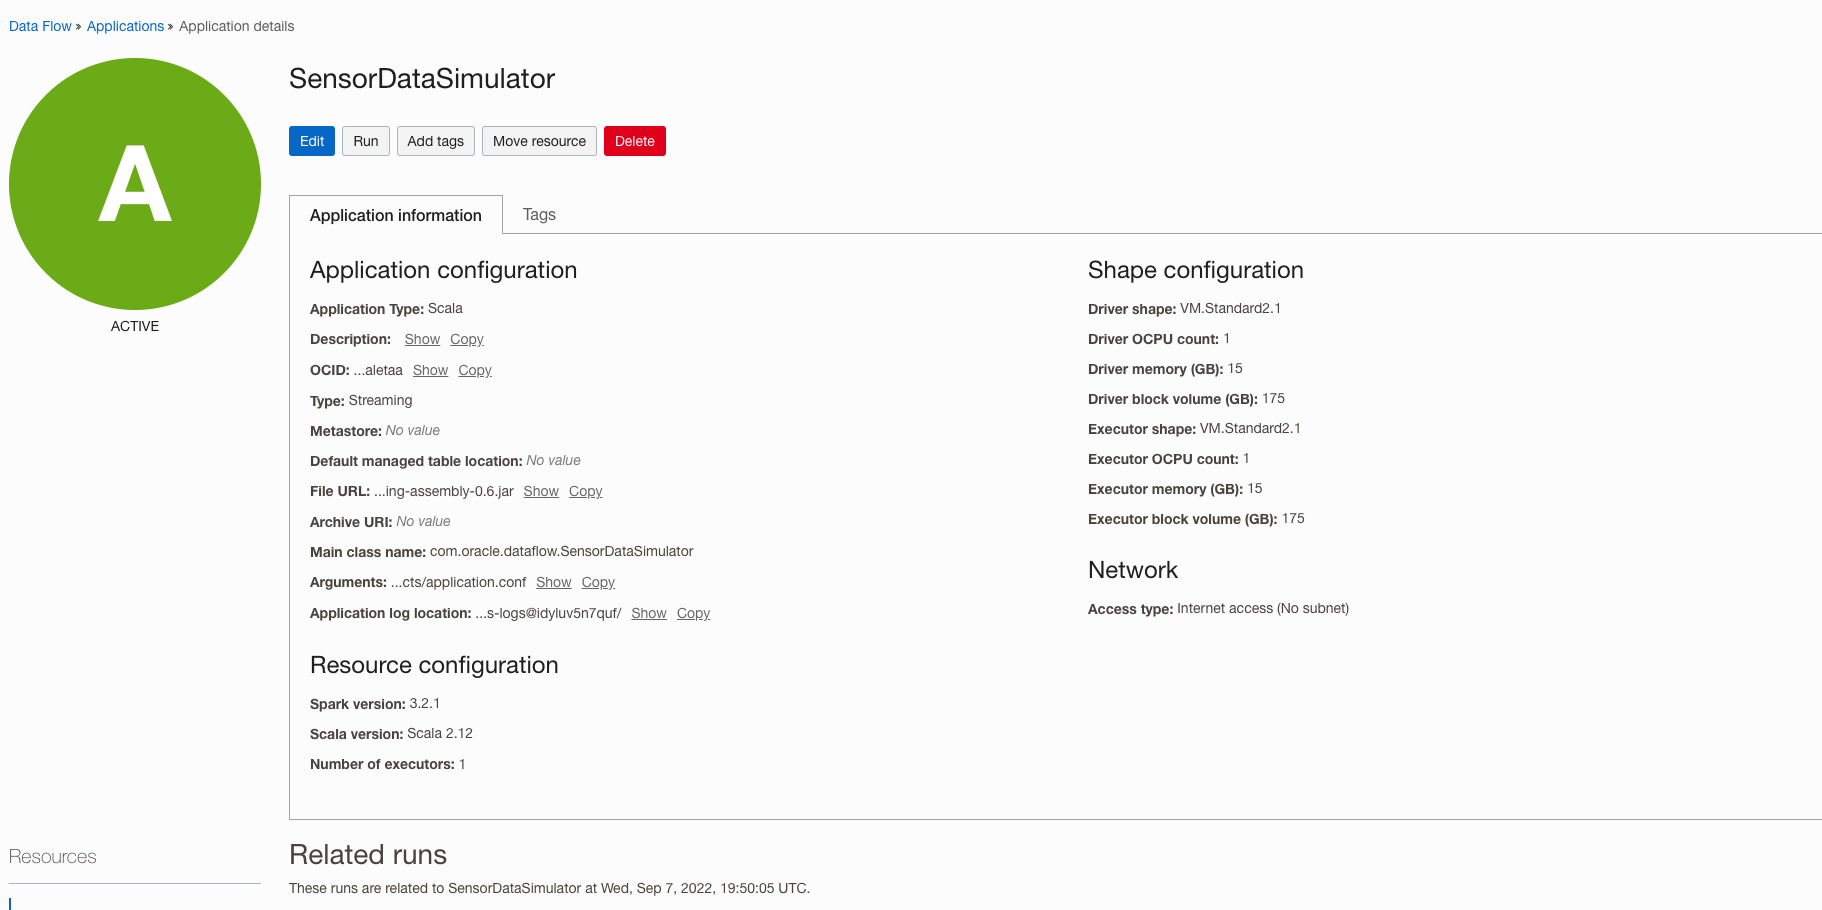 Data Flow » Applications » Application details
A
ACTIVE
SensorDataSimulator
Edit Run Add tags Move resource Delete
Application information Tags
Application configuration
Application Type: Scala
Description: Show Copy
OCID: ...aletaa Show Copy
Type: Streaming
Metastore: No value
Default managed table location: No value
File URL: ...ing-assembly-0.6.jar Show Copy
Archive URI: No value
Main class name: com.oracle.dataflow.SensorDataSimulator
Arguments: ...cts/application.conf Show Copy
Application log location: ...s-logs@idyluv5n7quf/ Show Copy
Resource configuration
Spark version: 3.2.1
Scala version: Scala 2.12
Number of executors: 1
Shape configuration
Driver shape: VM.Standard2.1
Driver OCPU count: 1
Driver memory (GB): 15
Driver block volume (GB): 175
Executor shape: VM.Standard2.1
Executor OCPU count: 1
Executor memory (GB): 15
Executor block volume (GB): 175
Network
Access type: Internet access (No subnet)
Resources
Related runs
These runs are related to SensorDataSimulator at Wed, Sep 7, 2022, 19:50:05 UTC.